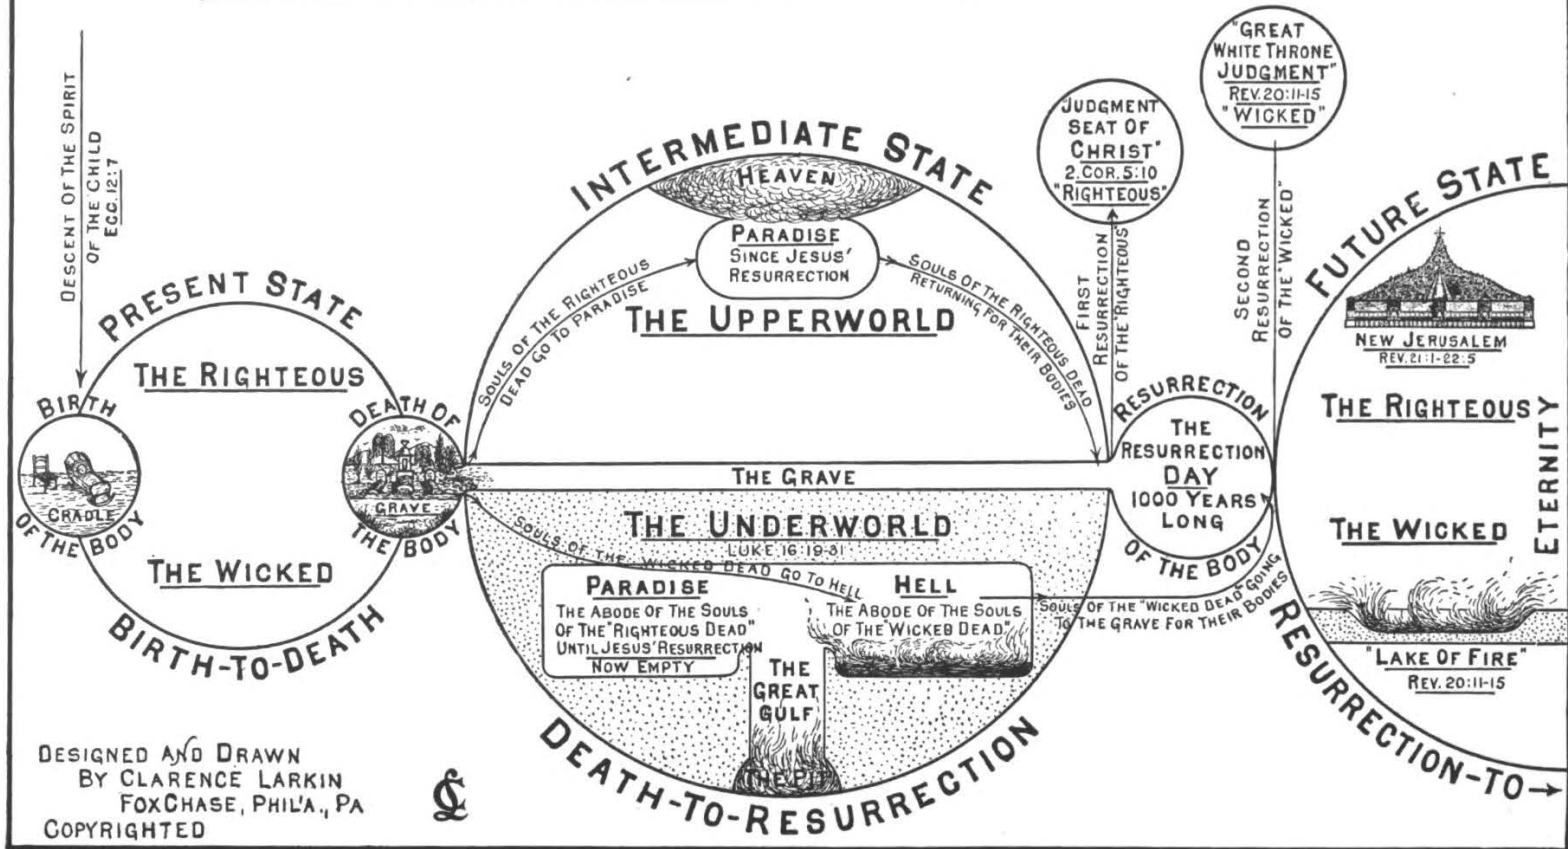 DESCENT OF THE SPIRIT
OF THE CHILD
ECC. 12:7
PRESENT STATE
THE RIGHTEOUS
BIRTH
CRADLE
OF THE BODY
DEATH OF
GRAVE
THE BODY
THE WICKED
BIRTH-TO-DEATH
INTERMEDIATE STATE
HEAVEN
PARADISE
SINCE JESUS'
RESURRECTION
SOULS OF THE RIGHTEOUS
DEAD GO TO PARADISE
SOULS OF THE RIGHTEOUS DEAD
RETURNING FOR THEIR BODIES
THE UPPERWORLD
THE GRAVE
THE UNDERWORLD
LUKE 16:19-31
SOULS OF THE WICKED DEAD GO TO HELL
PARADISE
THE ABODE OF THE SOULS
OF THE "RIGHTEOUS DEAD"
UNTIL JESUS' RESURRECTION
NOW EMPTY
HELL
THE ABODE OF THE SOULS
OF THE "WICKED DEAD"
THE
GREAT
GULF
THE PIT
DEATH-TO-RESURRECTION
SOULS OF THE "WICKED DEAD" GOING
TO THE GRAVE FOR THEIR BODIES
"JUDGMENT
SEAT OF
CHRIST"
2. COR. 5:10
"RIGHTEOUS"
FIRST
RESURRECTION
OF THE "RIGHTEOUS"
RESURRECTION
THE
RESURRECTION
DAY
1000 YEARS
LONG
OF THE BODY
"GREAT
WHITE THRONE
JUDGMENT"
REV. 20:11-15
"WICKED"
SECOND
RESURRECTION
OF THE "WICKED"
FUTURE STATE
NEW JERUSALEM
REV. 21:1-22:5
THE RIGHTEOUS
ETERNITY
THE WICKED
"LAKE OF FIRE"
REV. 20:11-15
RESURRECTION-TO
DESIGNED AND DRAWN
BY CLARENCE LARKIN
FOXCHASE, PHIL'A., PA
COPYRIGHTED
CL